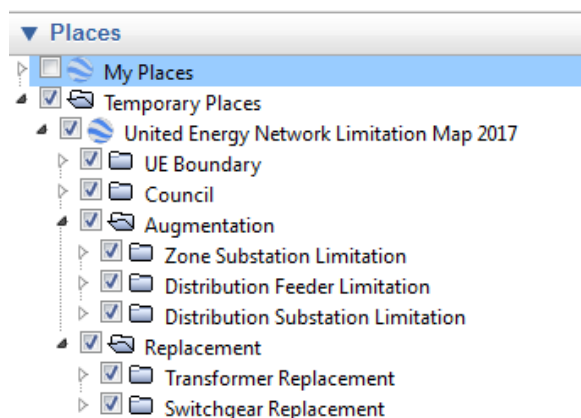 Places
My Places
Temporary Places
United Energy Network Limitation Map 2017
UE Boundary
Council
Augmentation
Zone Substation Limitation
Distribution Feeder Limitation
Distribution Substation Limitation
Replacement
Transformer Replacement
Switchgear Replacement